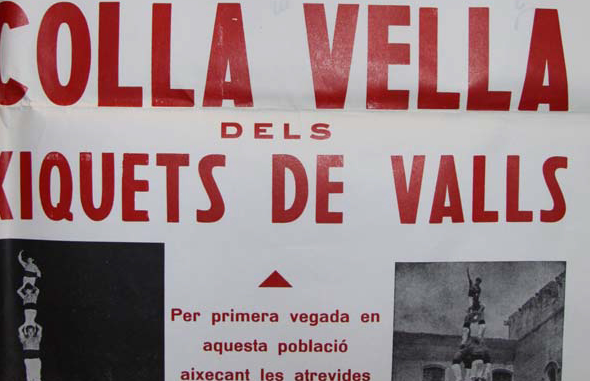 COLLA VELLA
DELS
XIQUETS DE VALLS
Per primera vegada en
aquesta població
aixecant les atrevides